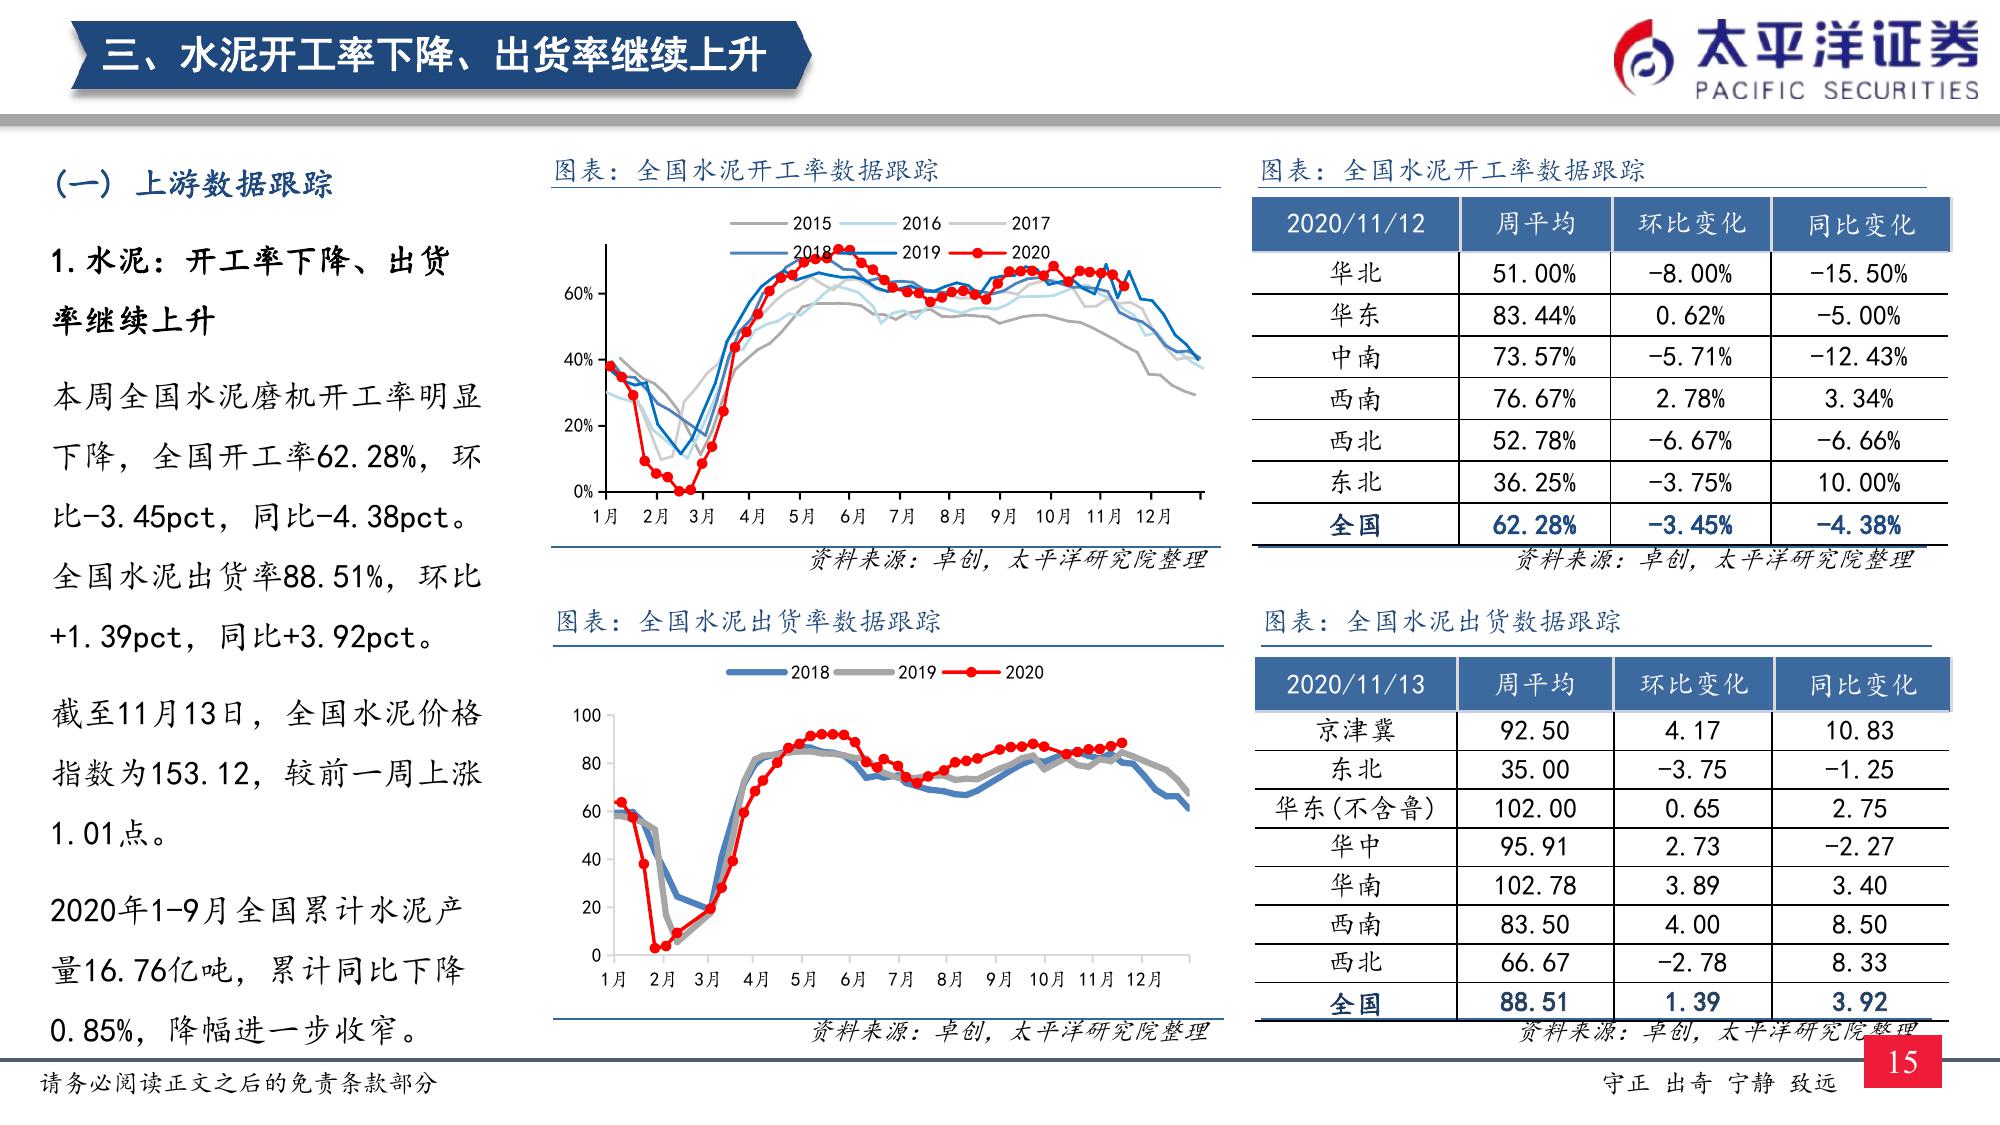 三、水泥开工率下降、出货率继续上升
太平洋证券
PACIFIC SECURITIES
(一) 上游数据跟踪
1.水泥：开工率下降、出货
率继续上升
本周全国水泥磨机开工率明显
下降，全国开工率62.28%，环
比-3.45pct，同比-4.38pct。
全国水泥出货率88.51%，环比
+1.39pct，同比+3.92pct。
截至11月13日，全国水泥价格
指数为153.12，较前一周上涨
1.01点。
2020年1-9月全国累计水泥产
量16.76亿吨，累计同比下降
0.85%，降幅进一步收窄。
图表：全国水泥开工率数据跟踪
2015 2016 2017
2018 2019 2020
60%
40%
20%
0%
1月 2月 3月 4月 5月 6月 7月 8月 9月 10月 11月 12月
资料来源：卓创，太平洋研究院整理
图表：全国水泥开工率数据跟踪
2020/11/12 周平均 环比变化 同比变化
华北 51.00% -8.00% -15.50%
华东 83.44% 0.62% -5.00%
中南 73.57% -5.71% -12.43%
西南 76.67% 2.78% 3.34%
西北 52.78% -6.67% -6.66%
东北 36.25% -3.75% 10.00%
全国 62.28% -3.45% -4.38%
资料来源：卓创，太平洋研究院整理
图表：全国水泥出货率数据跟踪
2018 2019 2020
100
80
60
40
20
0
1月 2月 3月 4月 5月 6月 7月 8月 9月 10月 11月 12月
资料来源：卓创，太平洋研究院整理
图表：全国水泥出货数据跟踪
2020/11/13 周平均 环比变化 同比变化
京津冀 92.50 4.17 10.83
东北 35.00 -3.75 -1.25
华东(不含鲁) 102.00 0.65 2.75
华中 95.91 2.73 -2.27
华南 102.78 3.89 3.40
西南 83.50 4.00 8.50
西北 66.67 -2.78 8.33
全国 88.51 1.39 3.92
资料来源：卓创，太平洋研究院整理
请务必阅读正文之后的免责条款部分
守正 出奇 宁静 致远
15